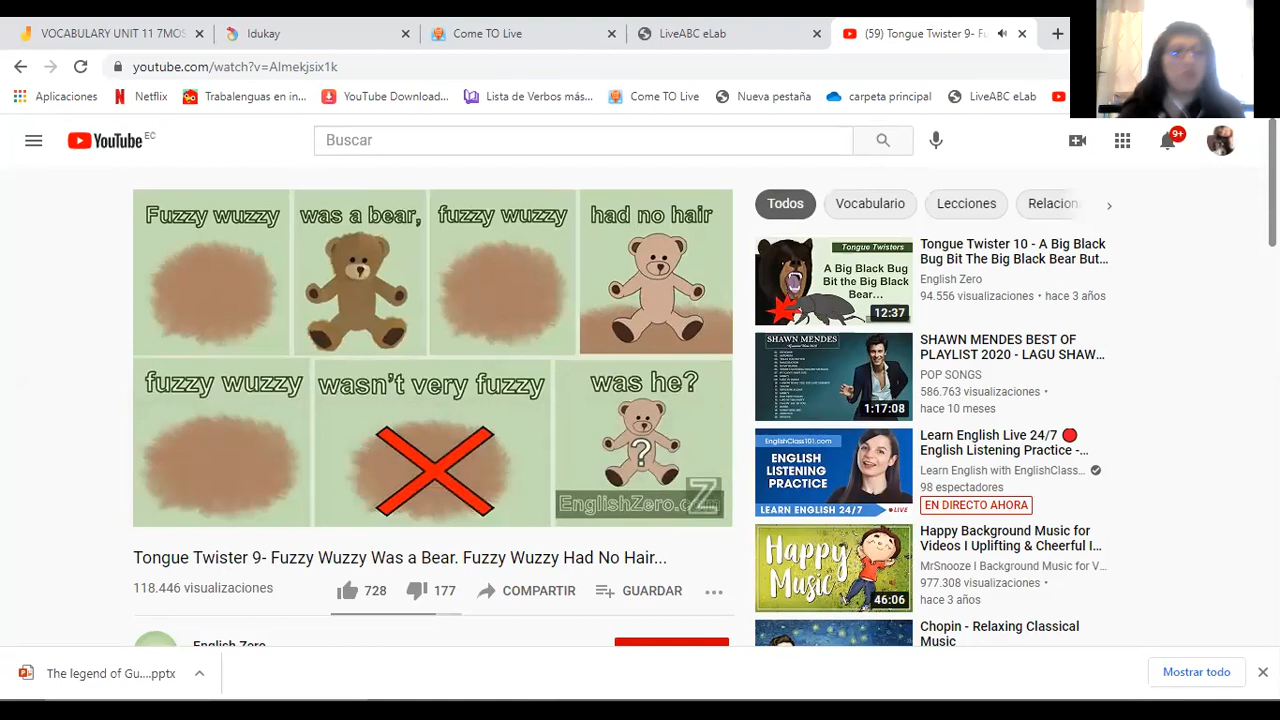 VOCABULARY UNIT 11 7MOS
Idukay
Come TO Live
LiveABC eLab
(59) Tongue Twister 9- Fu
youtube.com/watch?v=Almekjsix1k
Aplicaciones
Netflix
Trabalenguas en in...
YouTube Download...
Lista de Verbos más...
Come TO Live
Nueva pestaña
carpeta principal
LiveABC eLab
YouTube EC
Buscar
9+
Fuzzy wuzzy
was a bear,
fuzzy wuzzy
had no hair
fuzzy wuzzy
wasn't very fuzzy
was he?
?
EnglishZero.com
Z
Tongue Twister 9- Fuzzy Wuzzy Was a Bear. Fuzzy Wuzzy Had No Hair...
118.446 visualizaciones
728
177
COMPARTIR
GUARDAR
English Zero
Todos
Vocabulario
Lecciones
Relacion
Tongue Twisters
A Big Black Bug
Bit the Big Black
Bear...
12:37
Tongue Twister 10 - A Big Black
Bug Bit The Big Black Bear But...
English Zero
94.556 visualizaciones • hace 3 años
SHAWN MENDES
1:17:08
SHAWN MENDES BEST OF
PLAYLIST 2020 - LAGU SHAW...
POP SONGS
586.763 visualizaciones •
hace 10 meses
EnglishClass101.com
ENGLISH
LISTENING
PRACTICE
LEARN ENGLISH 24/7
LIVE
Learn English Live 24/7
English Listening Practice -...
Learn English with EnglishClass...
98 espectadores
EN DIRECTO AHORA
Happy
Music
46:06
Happy Background Music for
Videos I Uplifting & Cheerful I...
MrSnooze I Background Music for V...
977.308 visualizaciones •
hace 3 años
Chopin - Relaxing Classical
Music
The legend of Gu....pptx
Mostrar todo